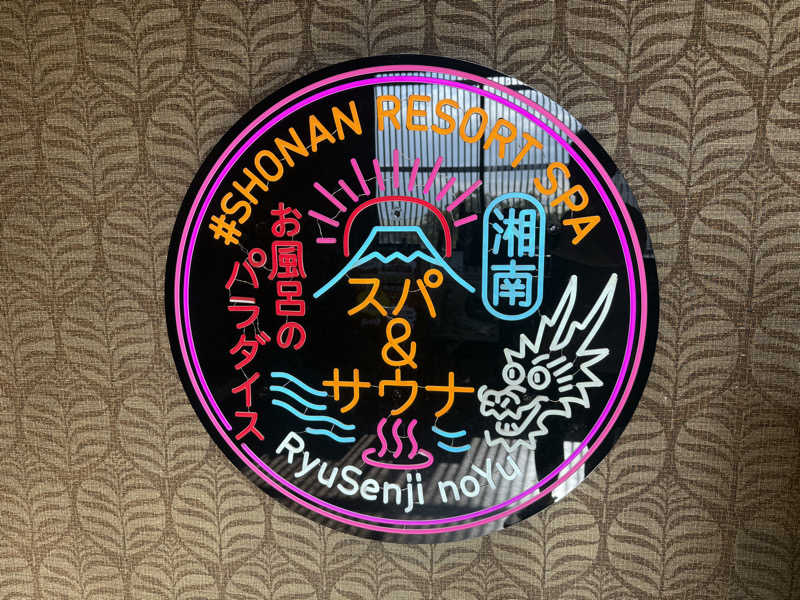 #SHONAN RESORT SPA
湘南
お風呂の
パラダイス
スパ
&
サウナ
RyuSenji noYu